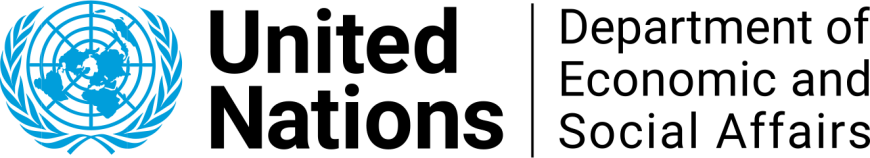 United
Nations
Department of
Economic and
Social Affairs